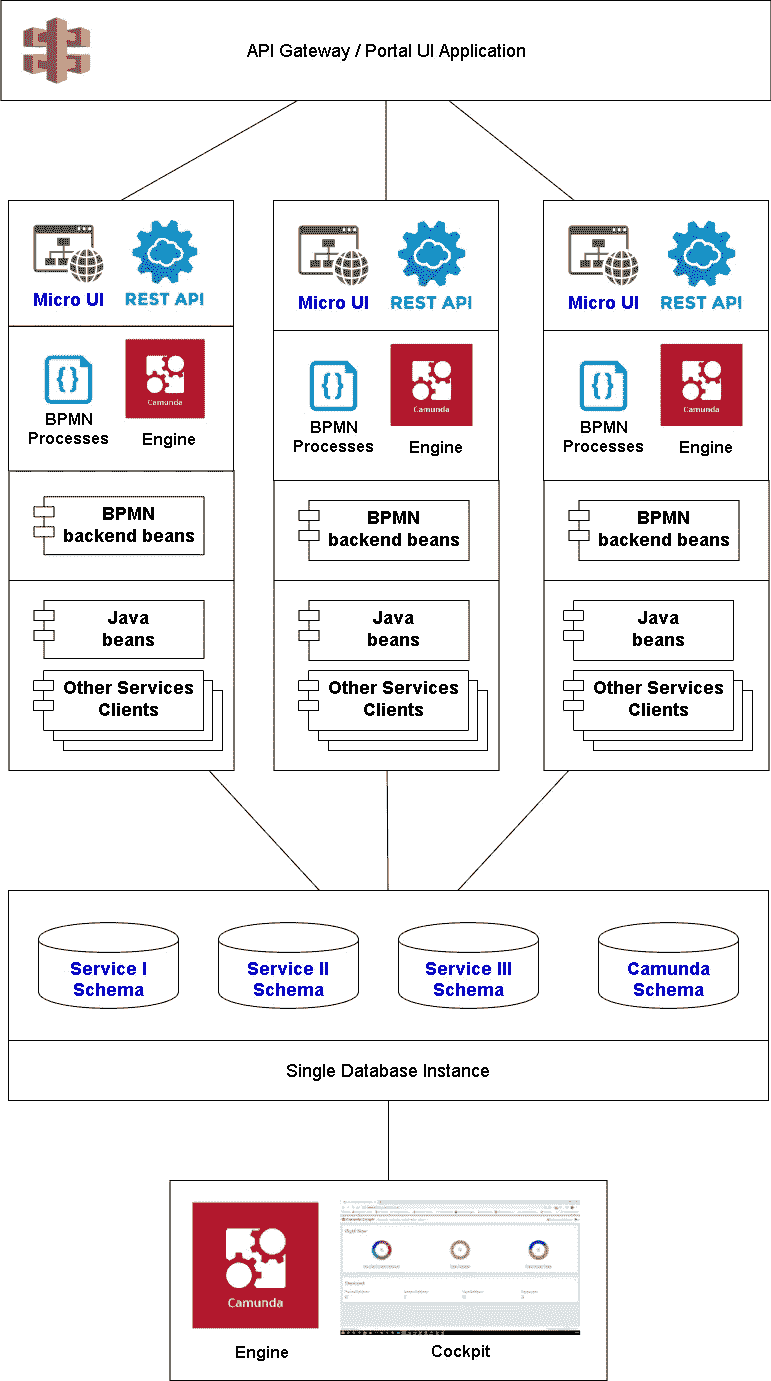 API Gateway / Portal UI Application
Micro UI
REST API
BPMN
Processes
Camunda
Engine
BPMN
backend beans
Java
beans
Other Services
Clients
Micro UI
REST API
BPMN
Processes
Camunda
Engine
BPMN
backend beans
Java
beans
Other Services
Clients
Micro UI
REST API
BPMN
Processes
Camunda
Engine
BPMN
backend beans
Java
beans
Other Services
Clients
Service I
Schema
Service II
Schema
Service III
Schema
Camunda
Schema
Single Database Instance
Camunda
Engine
Cockpit